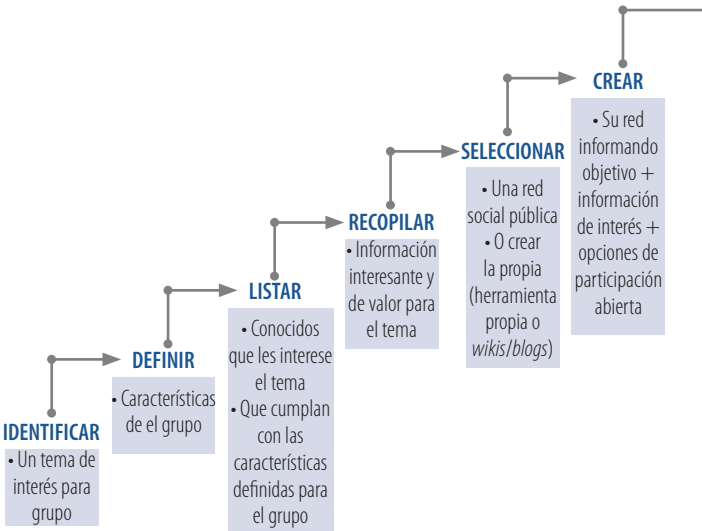 IDENTIFICAR
• Un tema de
interés para
grupo
DEFINIR
• Características
de el grupo
LISTAR
• Conocidos
que les interese
el tema
• Que cumplan
con las
características
definidas para
el grupo
RECOPILAR
• Información
interesante y
de valor para
el tema
SELECCIONAR
• Una red
social pública
• O crear
la propia
(herramienta
propia o
wikis/blogs)
CREAR
• Su red
informando
objetivo +
información
de interés +
opciones de
participación
abierta